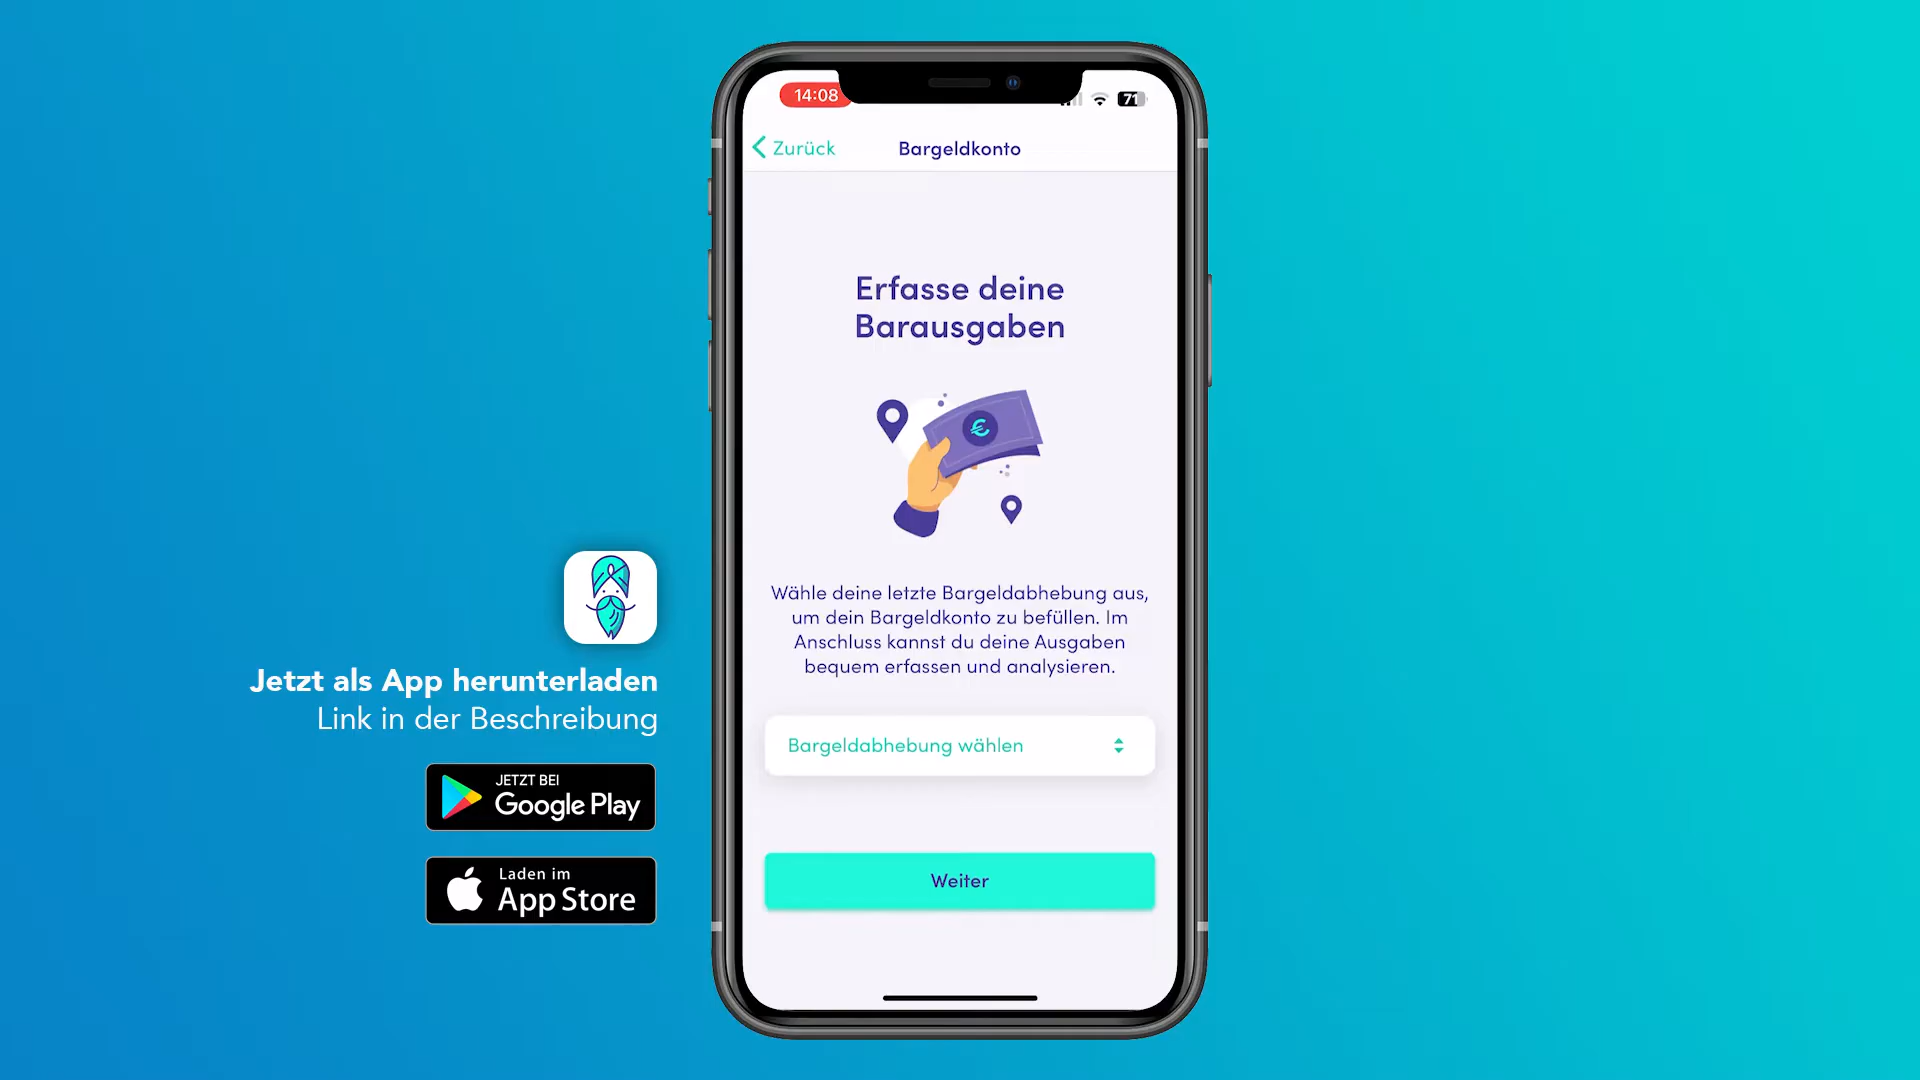 14:08
71
Zurück
Bargeldkonto
Erfasse deine
Barausgaben
€
Wähle deine letzte Bargeldabhebung aus,
um dein Bargeldkonto zu befüllen. Im
Anschluss kannst du deine Ausgaben
bequem erfassen und analysieren.
Bargeldabhebung wählen
Weiter
Jetzt als App herunterladen
Link in der Beschreibung
JETZT BEI
Google Play
Laden im
App Store